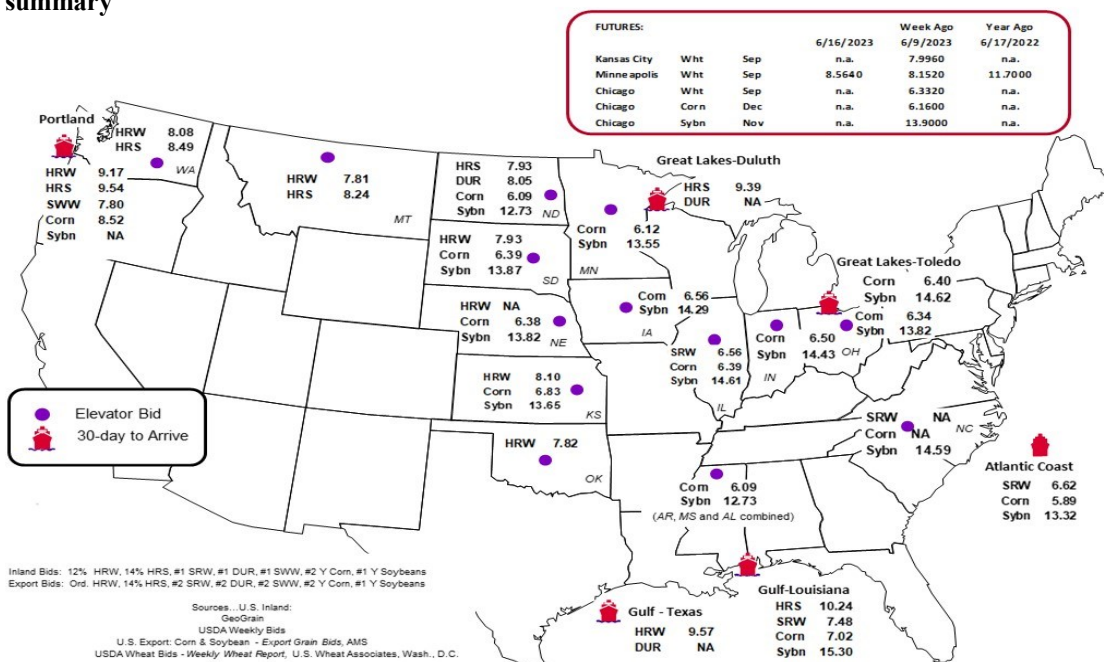 summary
FUTURES: Week Ago Year Ago
6/16/2023 6/9/2023 6/17/2022
Kansas City Wht Sep n.a. 7.9960 n.a.
Minneapolis Wht Sep 8.5640 8.1520 11.7000
Chicago Wht Sep n.a. 6.3320 n.a.
Chicago Corn Dec n.a. 6.1600 n.a.
Chicago Sybn Nov n.a. 13.9000 n.a.
Portland
HRW 9.17
HRS 9.54
SWW 7.80
Corn 8.52
Sybn NA
HRW 8.08
HRS 8.49
WA
HRW 7.81
HRS 8.24
MT
HRS 7.93
DUR 8.05
Corn 6.09
Sybn 12.73
ND
Great Lakes-Duluth
HRS 9.39
DUR NA
Corn 6.12
Sybn 13.55
MN
HRW 7.93
Corn 6.39
Sybn 13.87
SD
Great Lakes-Toledo
Corn 6.40
Sybn 14.62
Corn 6.34
Sybn 13.82
OH
HRW NA
Corn 6.38
Sybn 13.82
NE
Corn 6.56
Sybn 14.29
IA
SRW 6.56
Corn 6.39
Sybn 14.61
IL
Corn 6.50
Sybn 14.43
IN
HRW 8.10
Corn 6.83
Sybn 13.65
KS
Elevator Bid
30-day to Arrive
HRW 7.82
OK
SRW NA
Corn NA
Sybn 14.59
NC
Atlantic Coast
SRW 6.62
Corn 5.89
Sybn 13.32
Corn 6.09
Sybn 12.73
(AR, MS and AL combined)
Inland Bids: 12% HRW, 14% HRS, #1 SRW, #1 DUR, #1 SWW, #2 Y Corn, #1 Y Soybeans
Export Bids: Ord. HRW, 14% HRS, #2 SRW, #2 DUR, #2 SWW, #2 Y Corn, #1 Y Soybeans
Sources...U.S. Inland:
GeoGrain
USDA Weekly Bids
U.S. Export: Corn & Soybean - Export Grain Bids, AMS
USDA Wheat Bids - Weekly Wheat Report, U.S. Wheat Associates, Wash., D.C.
Gulf - Texas
HRW 9.57
DUR NA
Gulf-Louisiana
HRS 10.24
SRW 7.48
Corn 7.02
Sybn 15.30